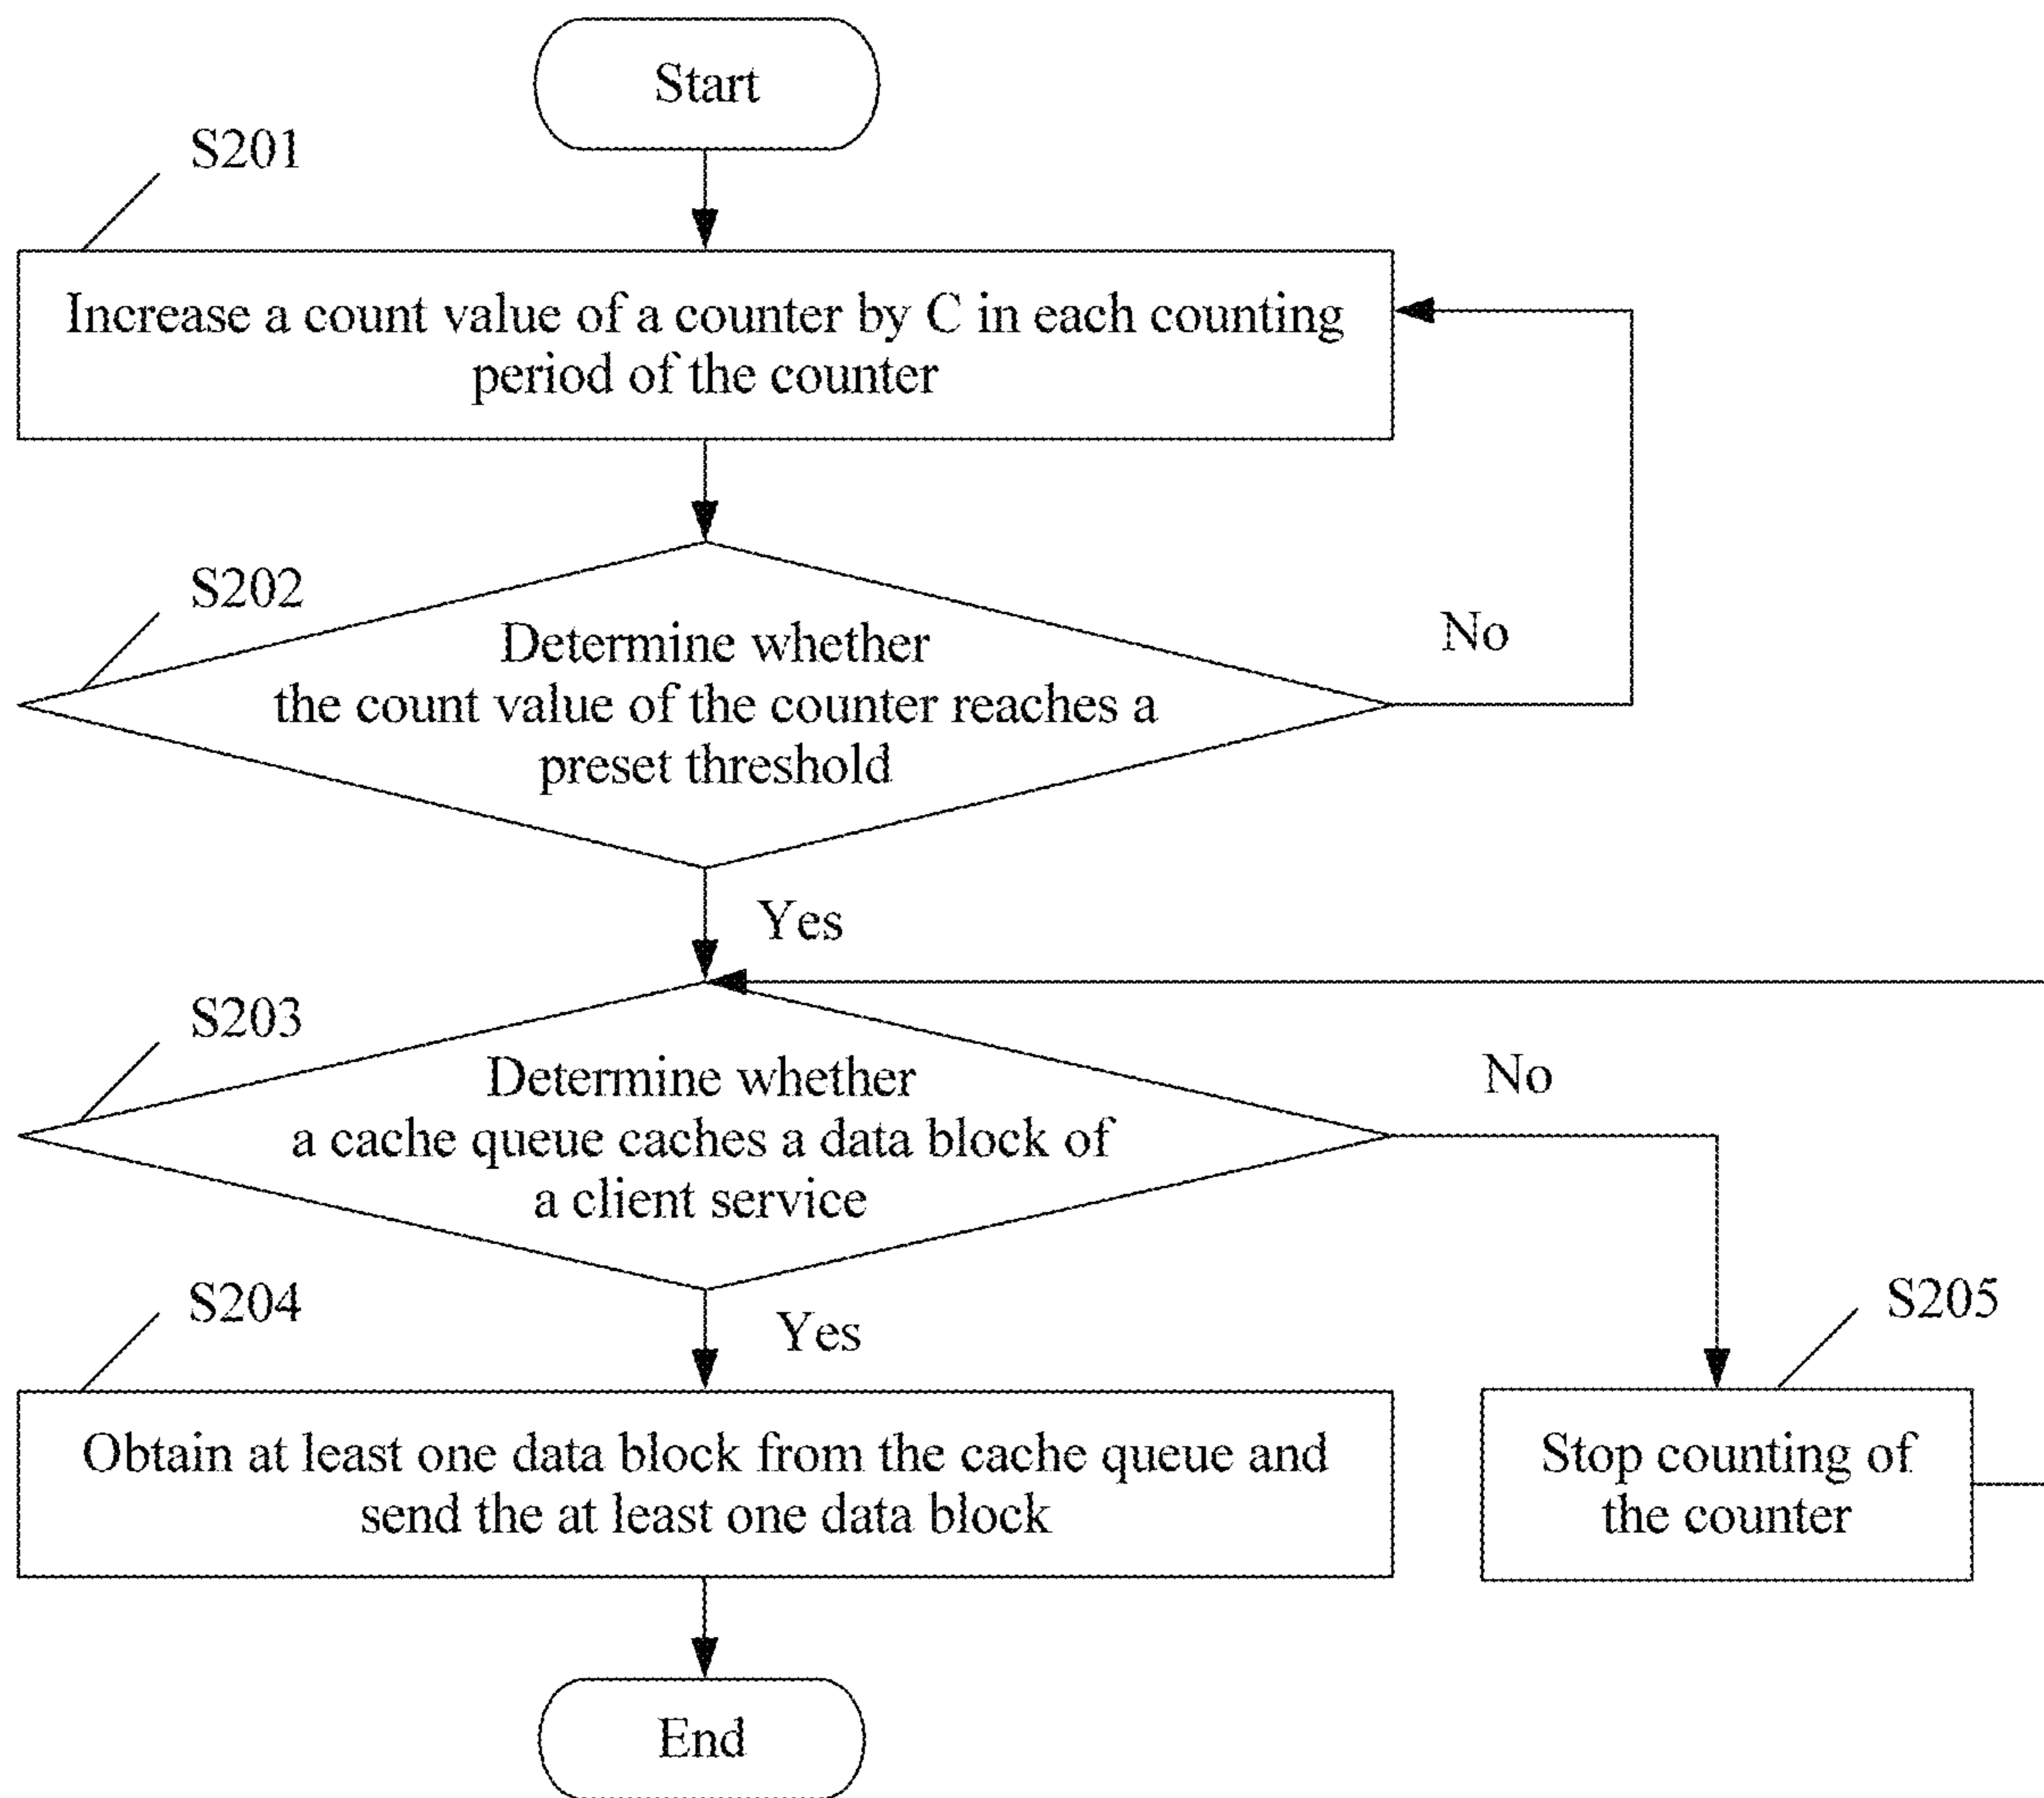 Start
S201
Increase a count value of a counter by C in each counting
period of the counter
S202
Determine whether
the count value of the counter reaches a
preset threshold
No
Yes
S203
Determine whether
a cache queue caches a data block of
a client service
No
S204
Yes
S205
Obtain at least one data block from the cache queue and
send the at least one data block
Stop counting of
the counter
End